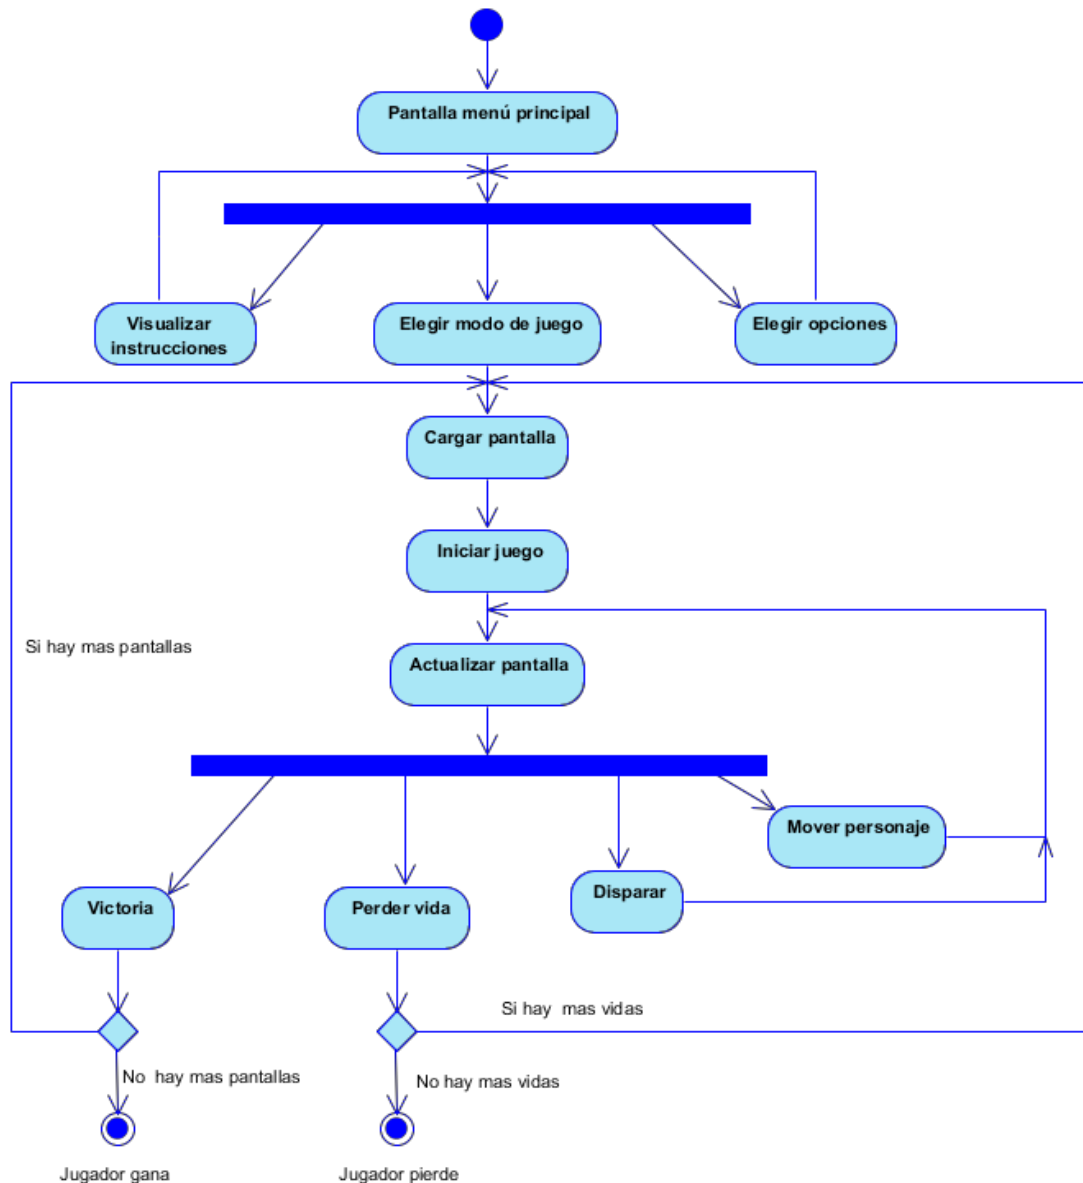 Pantalla menú principal
Visualizar
instrucciones
Elegir modo de juego
Elegir opciones
Cargar pantalla
Iniciar juego
Si hay mas pantallas
Actualizar pantalla
Mover personaje
Disparar
Victoria
Perder vida
Si hay mas vidas
No hay mas pantallas
No hay mas vidas
Jugador gana
Jugador pierde